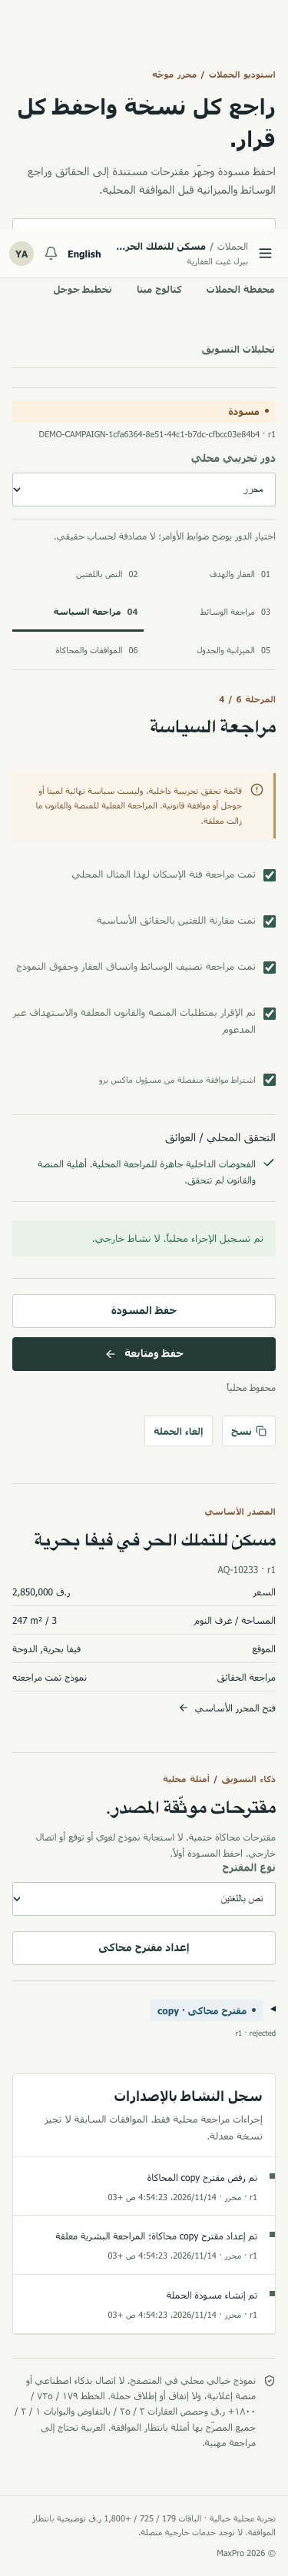 استوديو الحملات / محرر موجّه
راجع كل نسخة واحفظ كل
قرار.
احفظ مسودة وجهّز مقترحات مستندة إلى الحقائق وراجع
الوسائط والميزانية قبل الموافقة المحلية.
الحملات / مسكن للتملك الحر...
بيرل غيت العقارية
English
YA
محفظة الحملات
كتالوج ميتا
تخطيط جوجل
تحليلات التسويق
• مسودة
DEMO-CAMPAIGN-1cfa6364-8e51-44c1-b7dc-cfbcc03e84b4 · r1
دور تجريبي محلي
محرر
اختيار الدور يوضح ضوابط الأوامر؛ لا مصادقة لحساب حقيقي.
01 العقار والهدف
02 النص باللغتين
03 مراجعة الوسائط
04 مراجعة السياسة
05 الميزانية والجدول
06 الموافقات والمحاكاة
المرحلة 6 / 4
مراجعة السياسة
قائمة تحقق تجريبية داخلية، وليست سياسة نهائية لميتا أو
جوجل أو موافقة قانونية. المراجعة الفعلية للمنصة والقانون ما
زالت معلقة.
تمت مراجعة فئة الإسكان لهذا المثال المحلي
تمت مقارنة اللغتين بالحقائق الأساسية
تمت مراجعة تصنيف الوسائط واتساق العقار وحقوق النموذج
تم الإقرار بمتطلبات المنصة والقانون المعلقة والاستهداف غير
المدعوم
اشتراط موافقة منفصلة من مسؤول ماكس برو
التحقق المحلي / العوائق
الفحوصات الداخلية جاهزة للمراجعة المحلية. أهلية المنصة
والقانون لم تتحقق.
تم تسجيل الإجراء محلياً. لا نشاط خارجي.
حفظ المسودة
حفظ ومتابعة
محفوظ محلياً
نسخ
إلغاء الحملة
المصدر الأساسي
مسكن للتملك الحر في فيفا بحرية
AQ-10233 · r1
السعر
ر.ق 2,850,000
المساحة / غرف النوم
247 m² / 3
الموقع
فيفا بحرية, الدوحة
مراجعة الحقائق
نموذج تمت مراجعته
فتح المحرر الأساسي
ذكاء التسويق / أمثلة محلية
مقترحات موثّقة المصدر.
مقترحات محاكاة حتمية. لا استجابة نموذج لغوي أو توقع أو اتصال
خارجي. احفظ المسودة أولاً.
نوع المقترح
نص باللغتين
إعداد مقترح محاكى
• مقترح محاكى · copy
r1 · rejected
سجل النشاط بالإصدارات
إجراءات مراجعة محلية فقط. الموافقات السابقة لا تجيز
نسخة معدلة.
تم رفض مقترح copy المحاكاة
r1 · محرر · 2026/11/14، 4:54:23 ص +03
تم إعداد مقترح copy محاكاة؛ المراجعة البشرية معلقة
r1 · محرر · 2026/11/14، 4:54:23 ص +03
تم إنشاء مسودة الحملة
r1 · محرر · 2026/11/14، 4:54:23 ص +03
نموذج خيالي محلي في المتصفح. لا اتصال بذكاء اصطناعي أو
منصة إعلانية، ولا إنفاق أو إطلاق حملة. الخطط ١٧٩ / ٧٢٥ /
١٨٠٠+ ر.ق وحصص العقارات ٢ / ٢٥ / بالتفاوض والبوابات ١ / ٢ /
جميع المصرّح بها أمثلة بانتظار الموافقة. العربية تحتاج إلى
مراجعة مهنية.
تجربة محلية خيالية · الباقات 179 / 725 / 1,800+ ر.ق توضيحية بانتظار
الموافقة. لا توجد خدمات خارجية متصلة.
© 2026 MaxPro